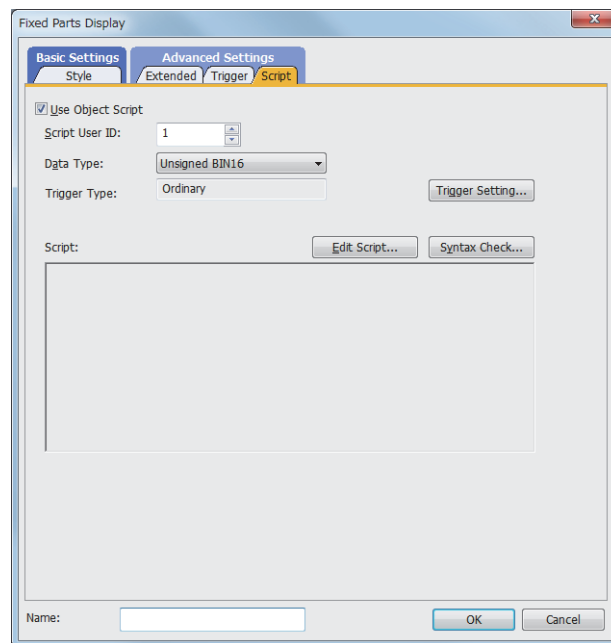 Fixed Parts Display
Basic Settings Advanced Settings
Style Extended Trigger Script
Use Object Script
Script User ID: 1
Data Type: Unsigned BIN16
Trigger Type: Ordinary Trigger Setting...
Script: Edit Script... Syntax Check...
Name: OK Cancel